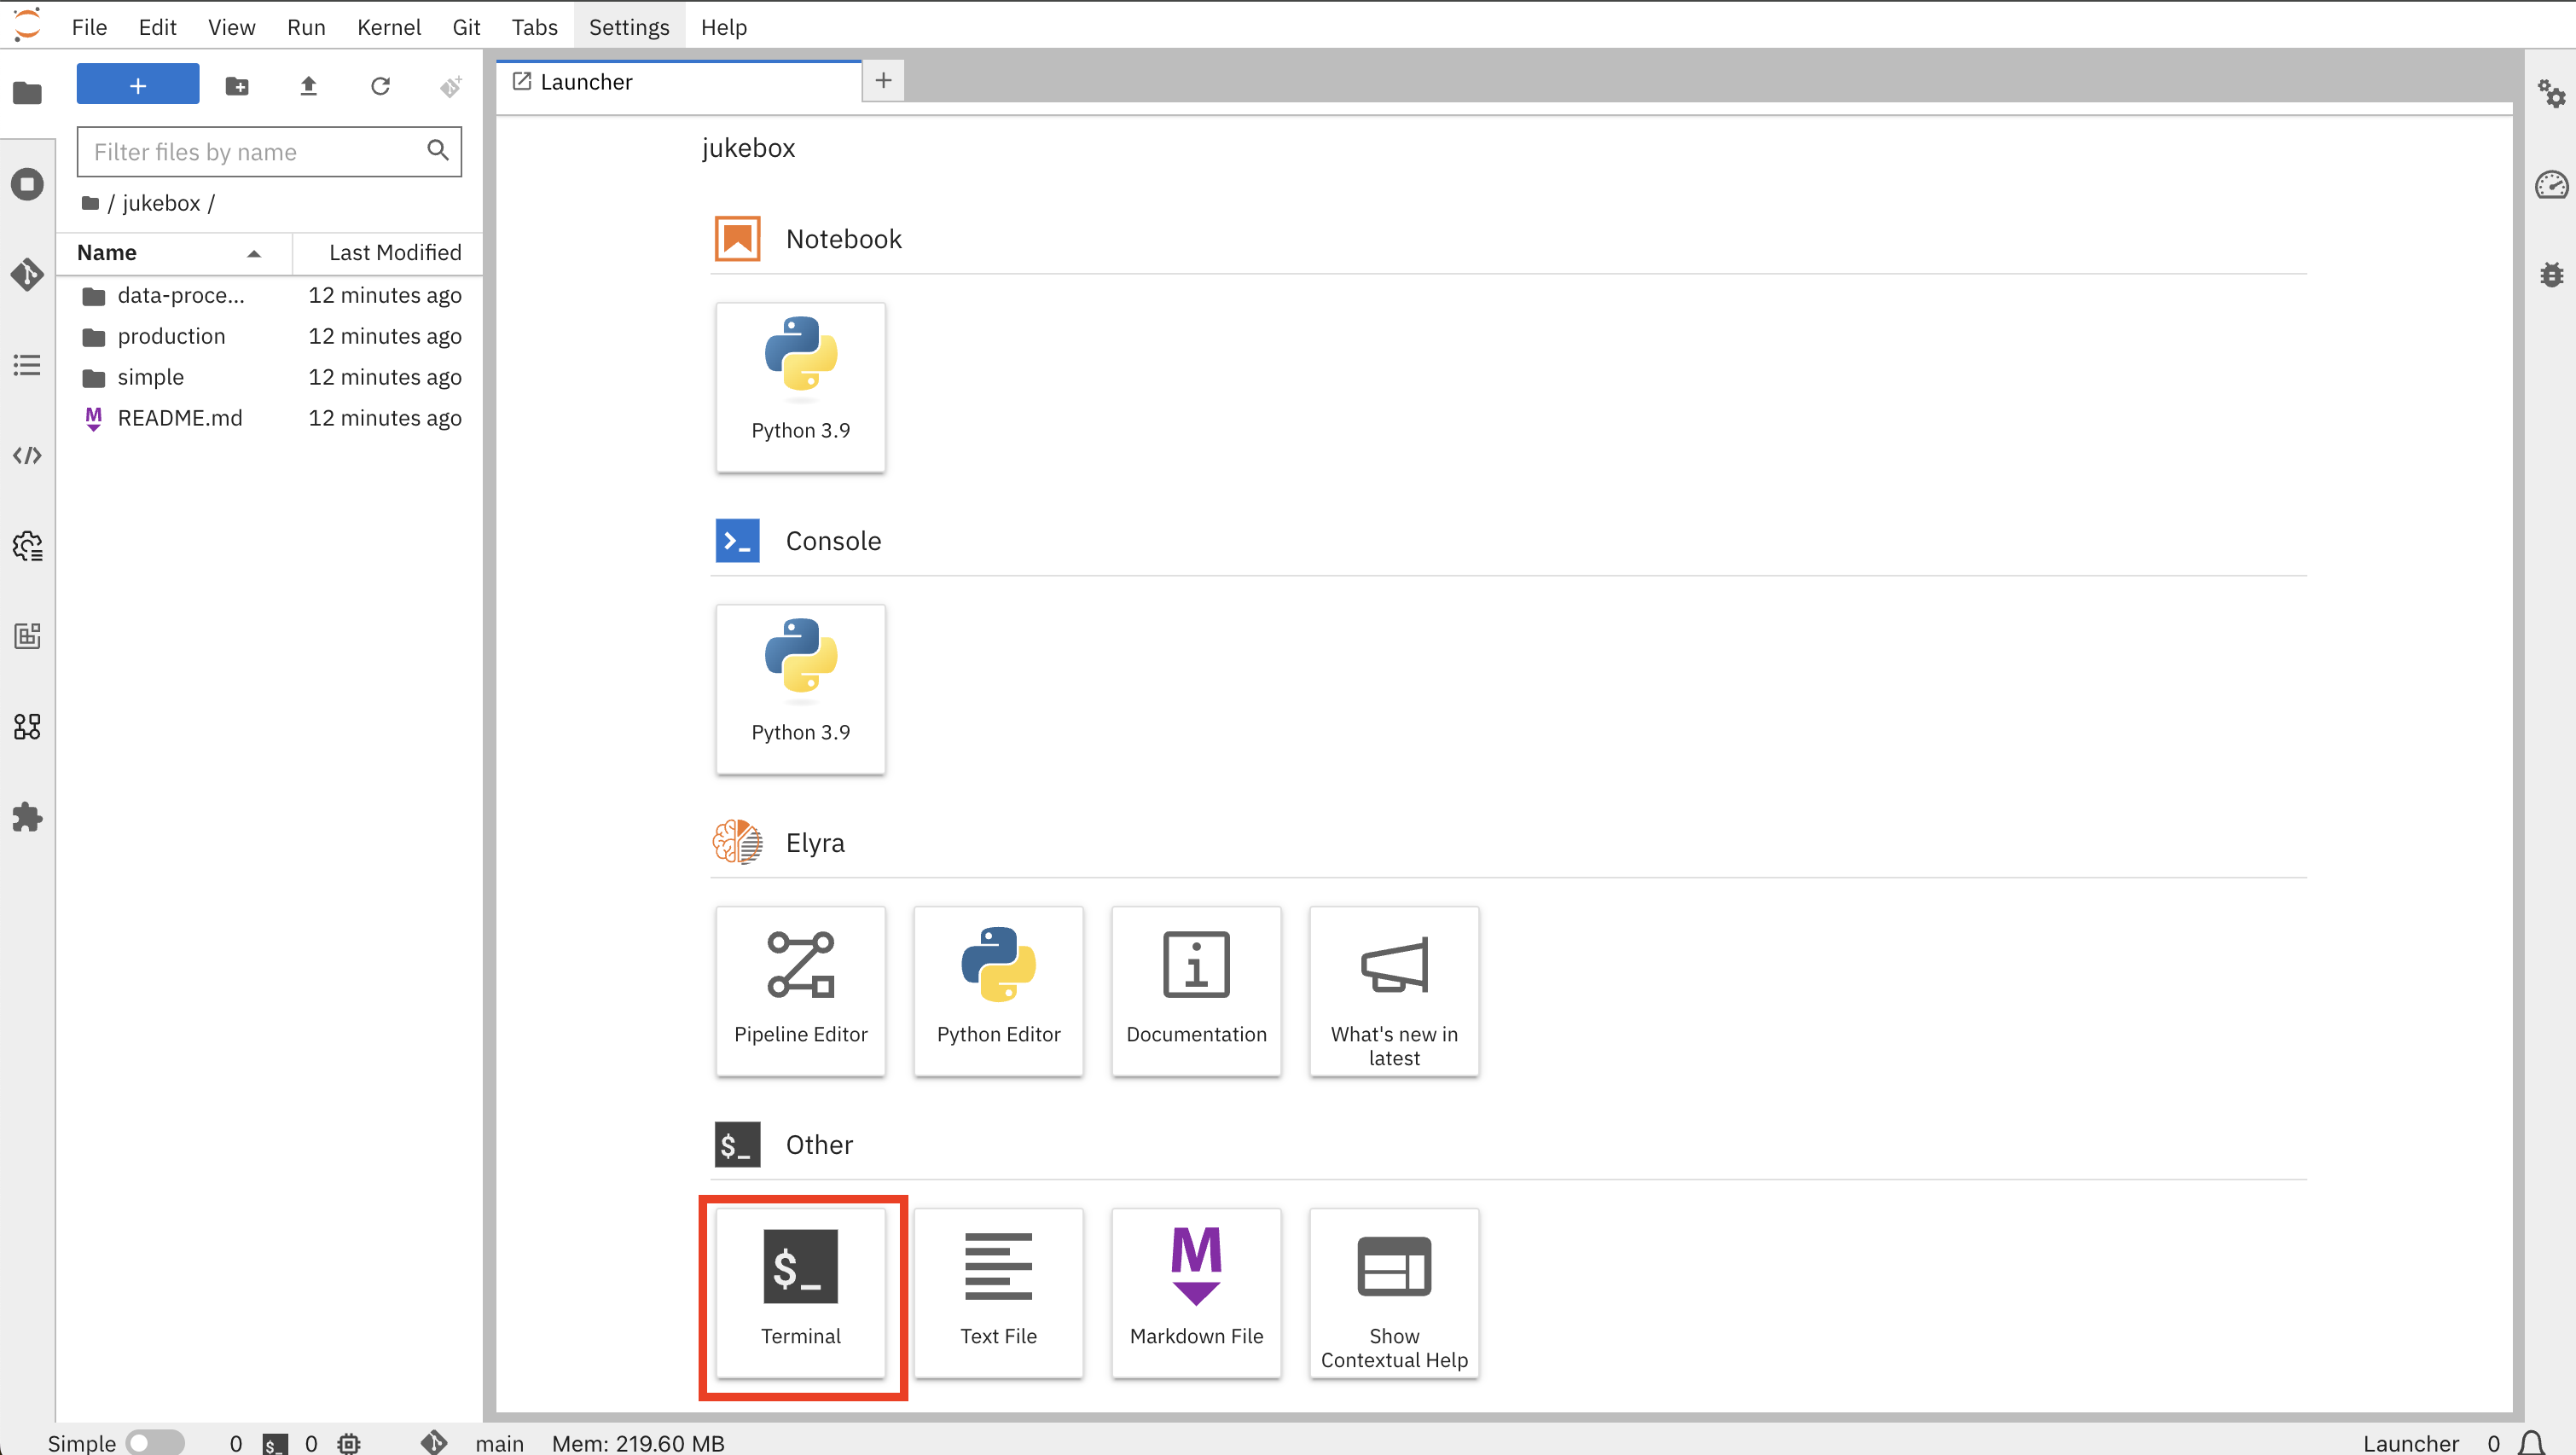 File Edit View Run Kernel Git Tabs Settings Help
+
Launcher
+
Filter files by name
/ jukebox /
Name Last Modified
data-proce... 12 minutes ago
production 12 minutes ago
simple 12 minutes ago
M README.md 12 minutes ago
jukebox
Notebook
Python 3.9
>_ Console
Python 3.9
Elyra
Pipeline Editor
Python Editor
Documentation
What's new in
latest
$_ Other
$_
Terminal
Text File
M
Markdown File
Show
Contextual Help
Simple 0 $_ 0 main Mem: 219.60 MB Launcher 0